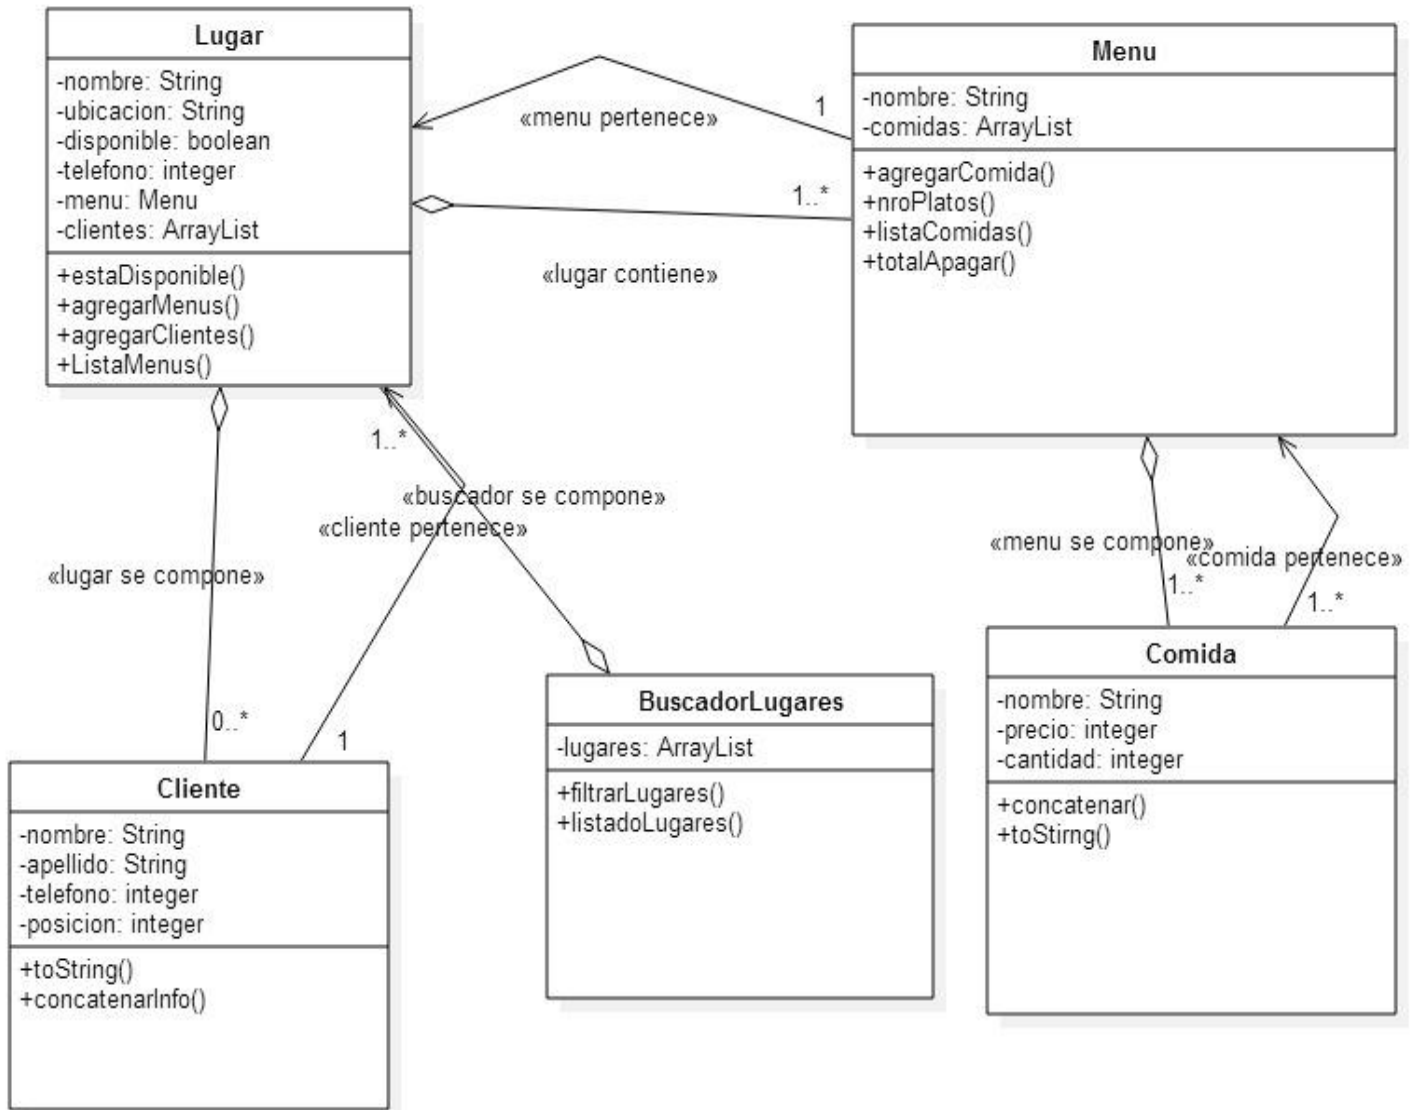 Lugar
-nombre: String
-ubicacion: String
-disponible: boolean
-telefono: integer
-menu: Menu
-clientes: ArrayList
+estaDisponible()
+agregarMenus()
+agregarClientes()
+ListaMenus()
«menu pertenece»
1
1..*
«lugar contiene»
Menu
-nombre: String
-comidas: ArrayList
+agregarComida()
+nroPlatos()
+listaComidas()
+totalApagar()
1..*
«buscador se compone»
«cliente pertenece»
«lugar se compone»
0..*
1
«menu se compone»
«comida pertenece»
1..*
1..*
Cliente
-nombre: String
-apellido: String
-telefono: integer
-posicion: integer
+toString()
+concatenarInfo()
BuscadorLugares
-lugares: ArrayList
+filtrarLugares()
+listadoLugares()
Comida
-nombre: String
-precio: integer
-cantidad: integer
+concatenar()
+toStirng()